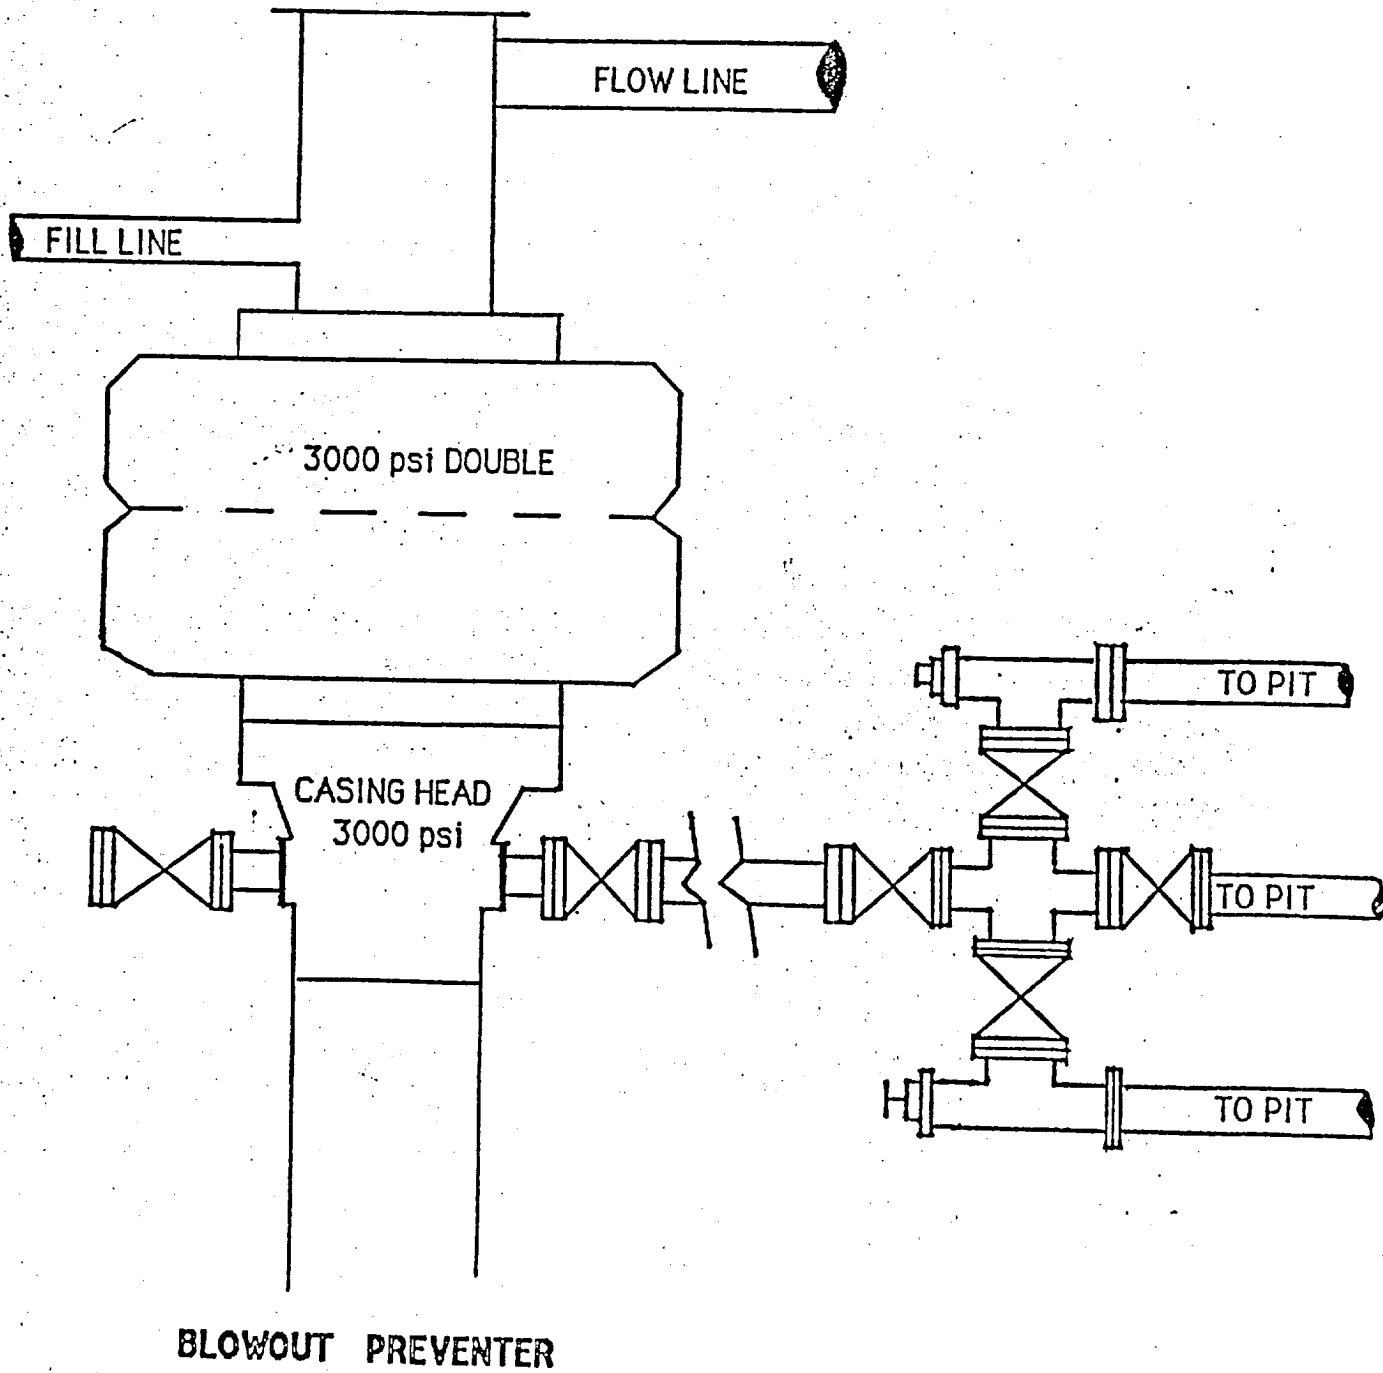 FLOW LINE
FILL LINE
3000 psi DOUBLE
TO PIT
CASING HEAD
3000 psi
TO PIT
TO PIT
BLOWOUT PREVENTER